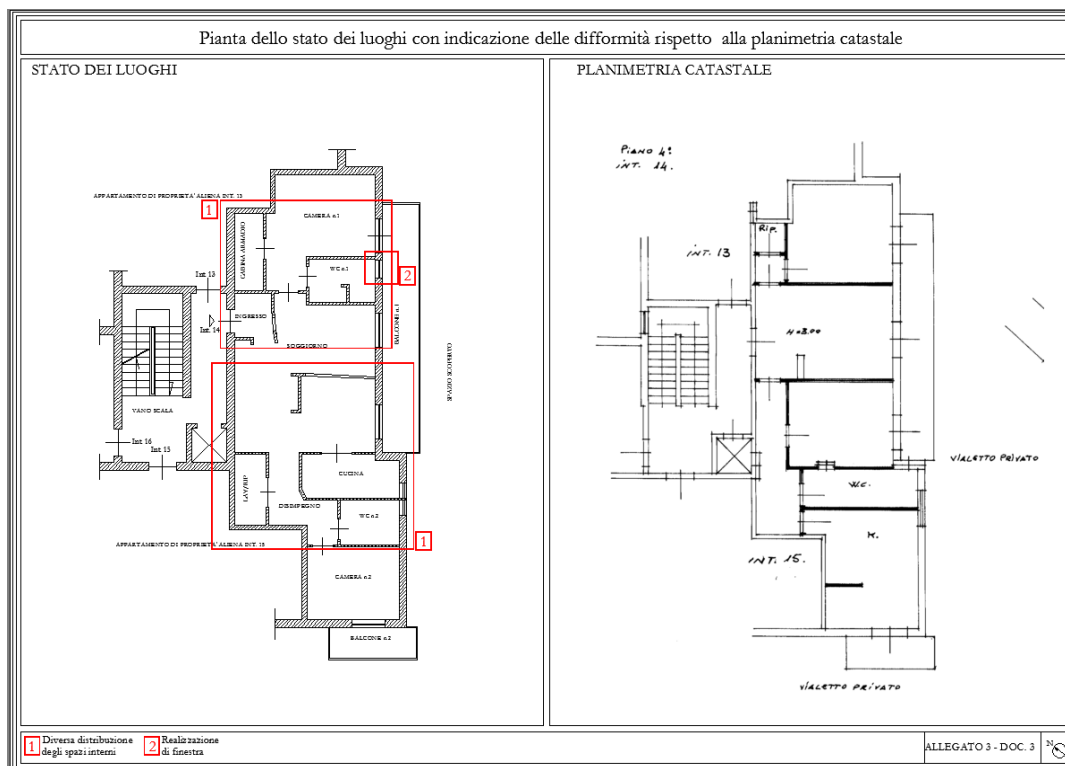 Pianta dello stato dei luoghi con indicazione delle difformità rispetto alla planimetria catastale
STATO DEI LUOGHI
APPARTAMENTO DI PROPRIETA' ALIENA INT. 13
1
CAMERA n.1
CABINA ARMADIO
WC n.1
2
Int. 13
INGRESSO
Int. 14
SOGGIORNO
BALCONE n.1
SPAZIO SCOPERTO
VANO SCALA
Int. 16
Int. 15
LAV/RIP
CUCINA
DISIMPEGNO
WC n.2
1
APPARTAMENTO DI PROPRIETA' ALIENA INT. 15
CAMERA n.2
BALCONE n.2
PLANIMETRIA CATASTALE
PIANO 4º
INT. 14.
RIP.
INT. 13
H=3.00
VIALETTO PRIVATO
W.C.
K.
INT. 15.
VIALETTO PRIVATO
1 Diversa distribuzione
degli spazi interni
2 Realizzazione
di finestra
ALLEGATO 3 - DOC. 3
N